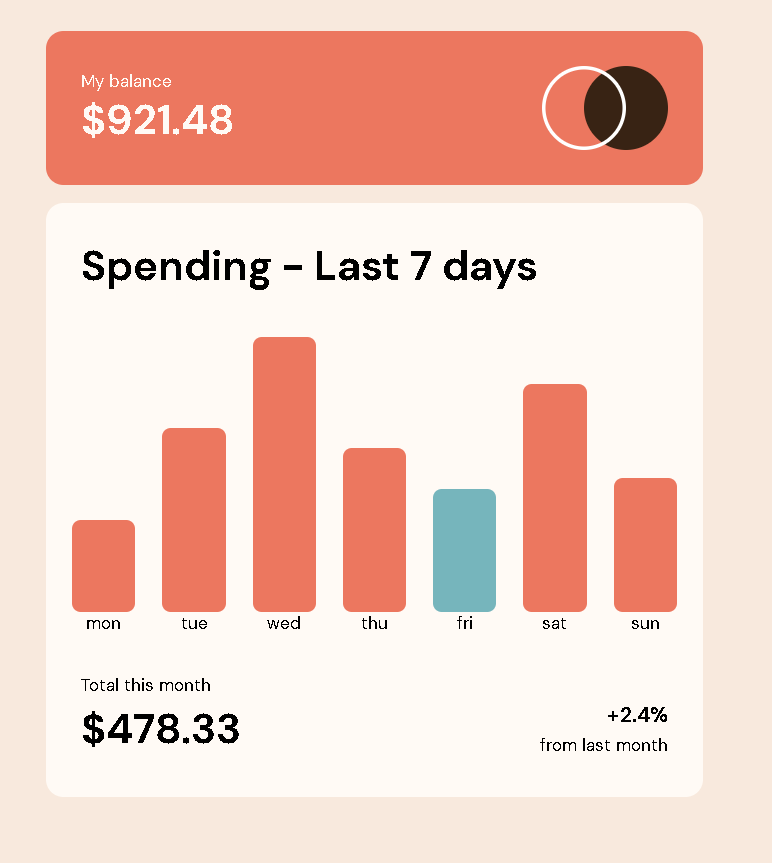 My balance
$921.48
Spending - Last 7 days
mon tue wed thu fri sat sun
Total this month
$478.33
+2.4%
from last month